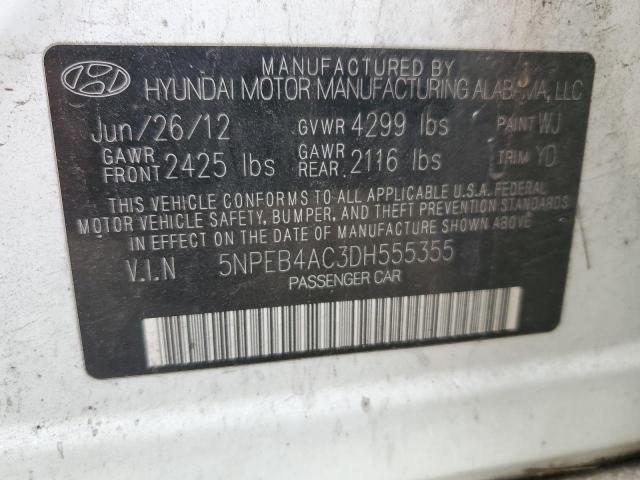 MANUFACTURED BY
HYUNDAI MOTOR MANUFACTURING ALABAMA, LLC
Jun/26/12 GVWR 4299 lbs PAINT WJ
GAWR FRONT 2425 lbs GAWR REAR 2116 lbs TRIM YD
THIS VEHICLE CONFORMS TO ALL APPLICABLE U.S.A. FEDERAL
MOTOR VEHICLE SAFETY, BUMPER, AND THEFT PREVENTION STANDARDS
IN EFFECT ON THE DATE OF MANUFACTURE SHOWN ABOVE
V.I.N 5NPEB4AC3DH555355
PASSENGER CAR